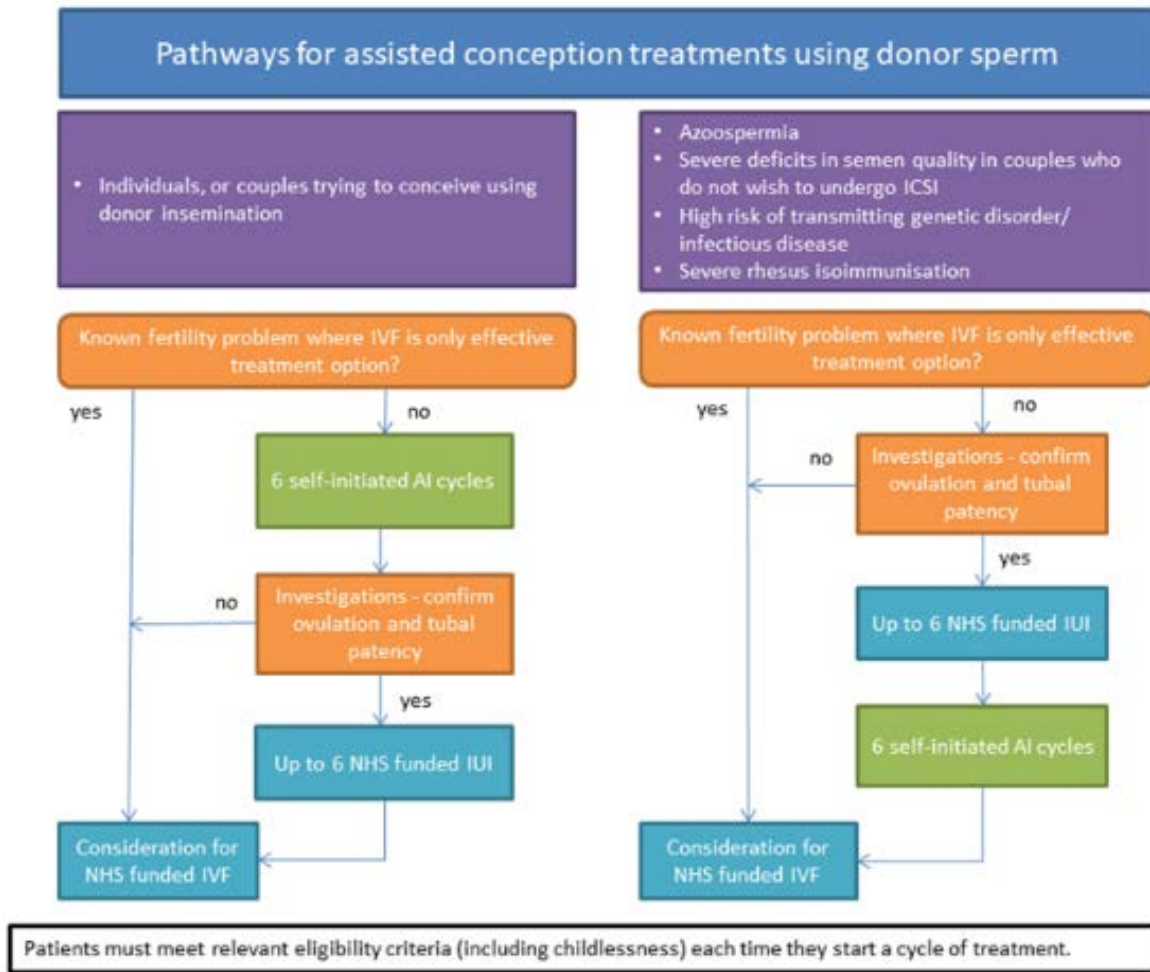 Pathways for assisted conception treatments using donor sperm
• Individuals, or couples trying to conceive using
donor insemination
Known fertility problem where IVF is only effective
treatment option?
yes
no
6 self-initiated AI cycles
no
Investigations - confirm
ovulation and tubal
patency
yes
Up to 6 NHS funded IUI
Consideration for
NHS funded IVF
• Azoospermia
• Severe deficits in semen quality in couples who
do not wish to undergo ICSI
• High risk of transmitting genetic disorder/
infectious disease
• Severe rhesus isoimmunisation
Known fertility problem where IVF is only effective
treatment option?
yes
no
no
Investigations - confirm
ovulation and tubal
patency
yes
Up to 6 NHS funded IUI
6 self-initiated AI cycles
Consideration for
NHS funded IVF
Patients must meet relevant eligibility criteria (including childlessness) each time they start a cycle of treatment.